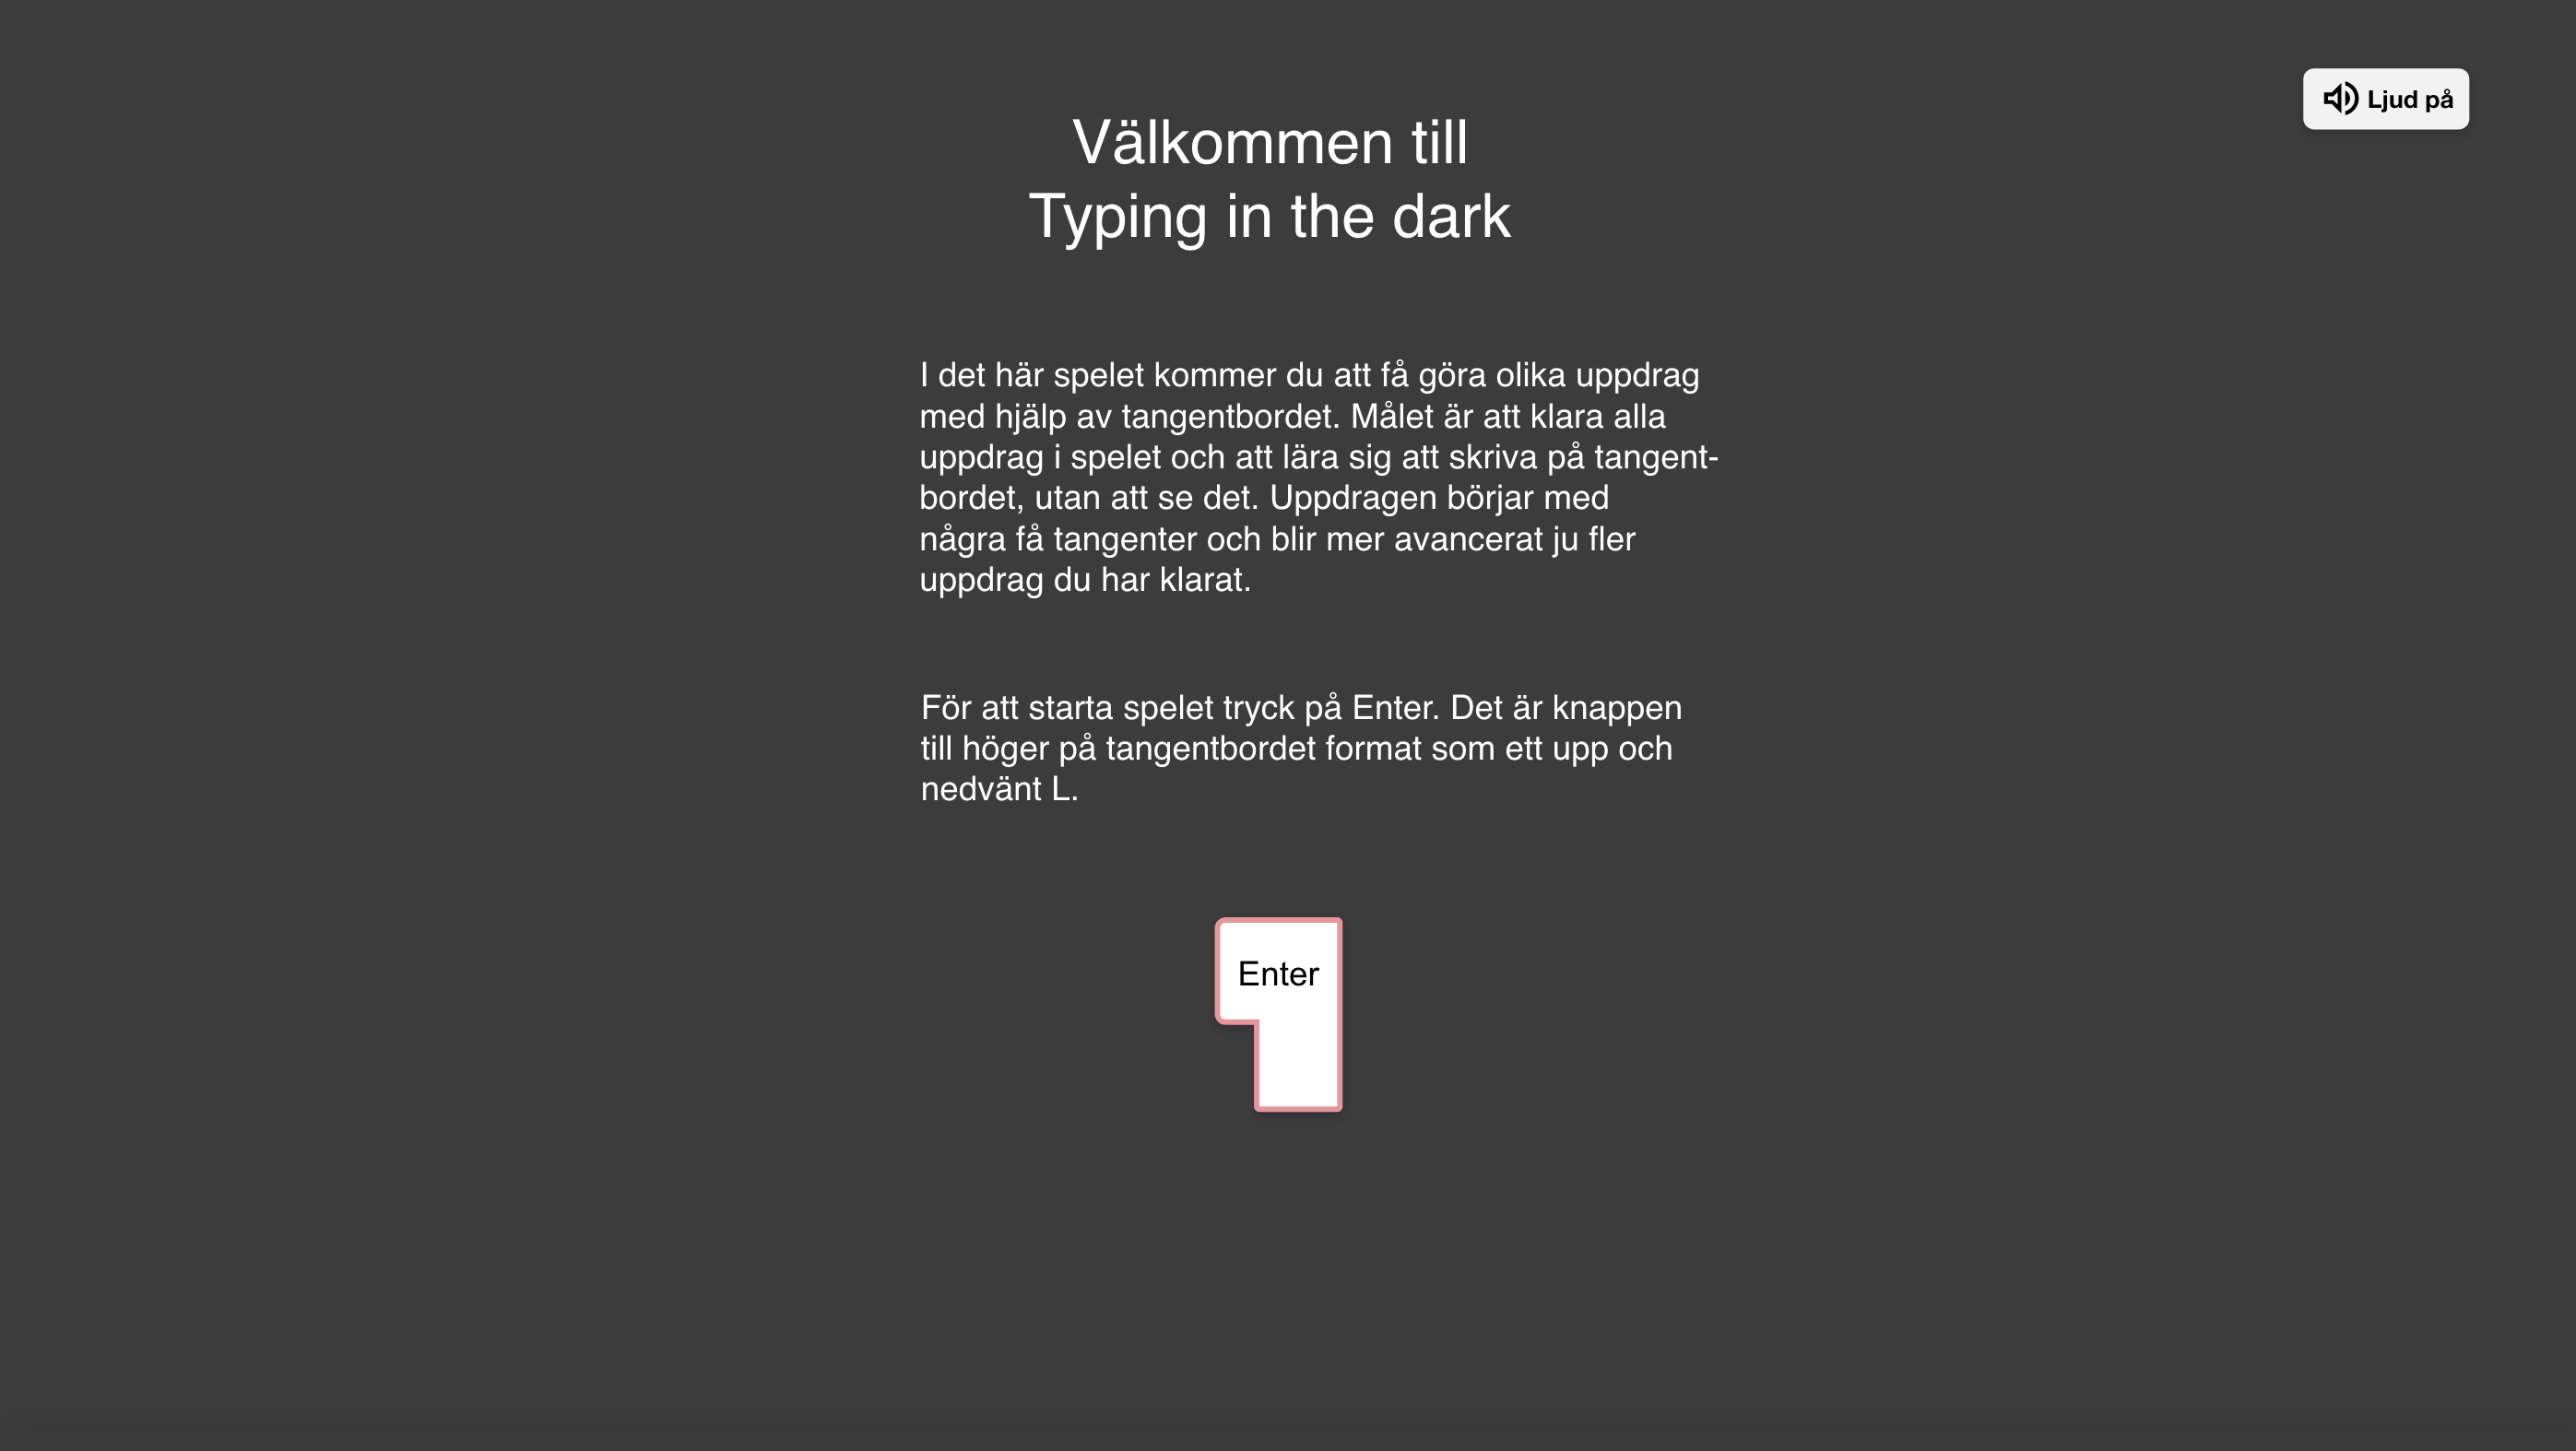 Ljud på
Välkommen till
Typing in the dark
I det här spelet kommer du att få göra olika uppdrag
med hjälp av tangentbordet. Målet är att klara alla
uppdrag i spelet och att lära sig att skriva på tangent-
bordet, utan att se det. Uppdragen börjar med
några få tangenter och blir mer avancerat ju fler
uppdrag du har klarat.
För att starta spelet tryck på Enter. Det är knappen
till höger på tangentbordet format som ett upp och
nedvänt L.
Enter